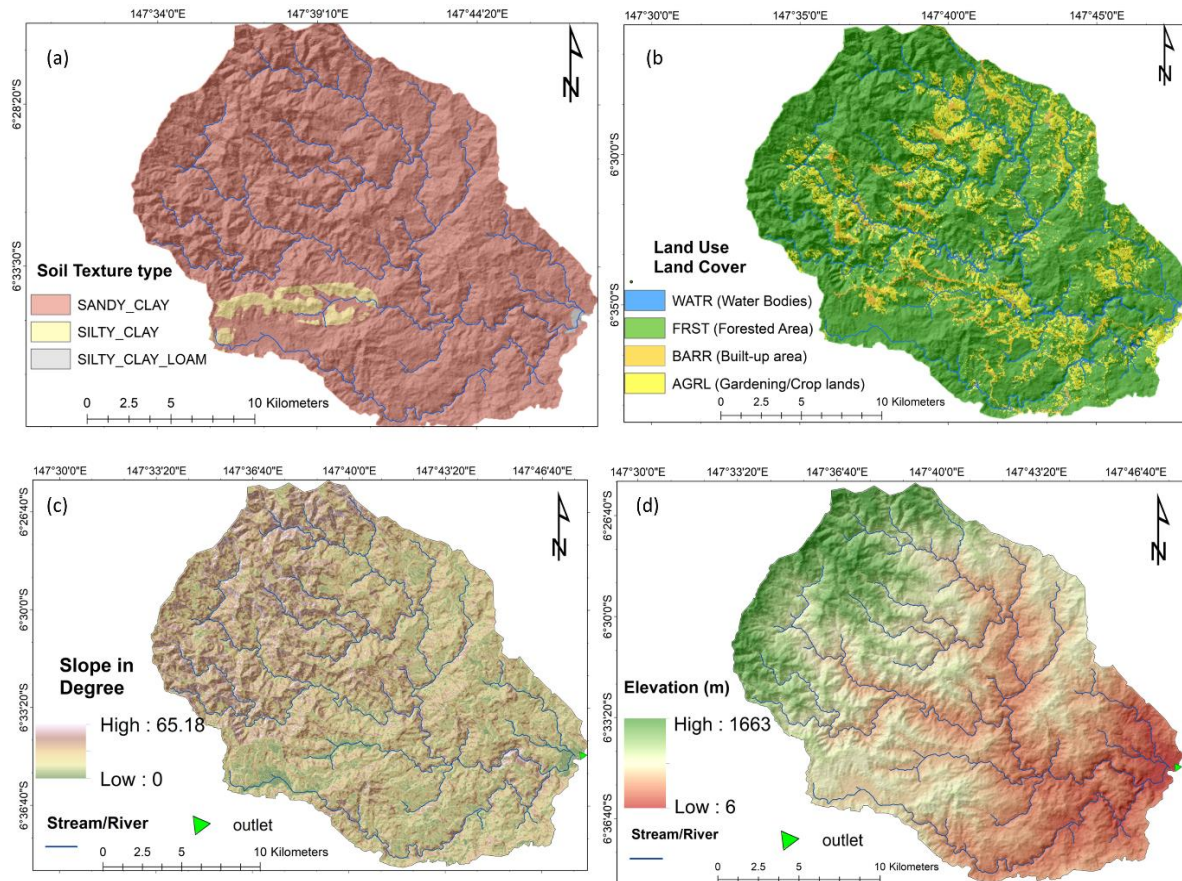 147°34'0"E 147°39'10"E 147°44'20"E
(a)
N
6°28'20"S
6°33'30"S
Soil Texture type
SANDY_CLAY
SILTY_CLAY
SILTY_CLAY_LOAM
0 2.5 5 10 Kilometers
147°30'0"E 147°35'0"E 147°40'0"E 147°45'0"E
(b
N
6°30'0"S
6°35'0"S
Land Use
Land Cover
WATR (Water Bodies)
FRST (Forested Area)
BARR (Built-up area)
AGRL (Gardening/Crop lands)
0 2.5 5 10 Kilometers
147°30'0"E 147°33'20"E 147°36'40"E 147°40'0"E 147°43'20"E 147°46'40"E
(c)
N
6°26'40"S
6°30'0"S
6°33'20"S
6°36'40"S
Slope in
Degree
High : 65.18
Low : 0
Stream/River
outlet
0 2.5 5 10 Kilometers
147°30'0"E 147°33'20"E 147°36'40"E 147°40'0"E 147°43'20"E 147°46'40"E
(d)
N
6°26'40"S
6°30'0"S
6°33'20"S
6°36'40"S
Elevation (m)
High : 1663
Low : 6
Stream/River
outlet
0 2.5 5 10 Kilometers